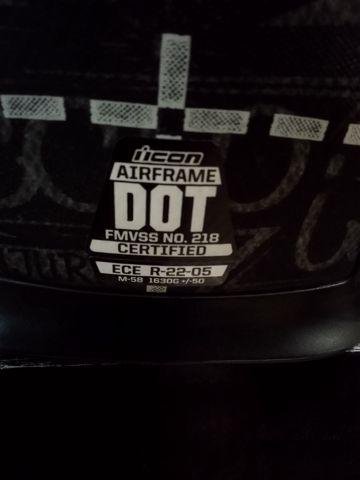 icon
AIRFRAME
DOT
FMVSS NO. 218
CERTIFIED
ECE R-22-05
M-58 1630G +/-50